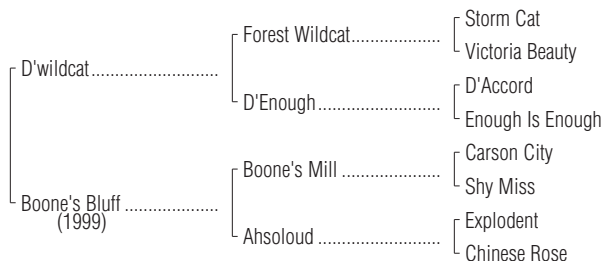 Storm Cat
Forest Wildcat....................
Victoria Beauty
D'wildcat............................
D'Accord
D'Enough...........................
Enough Is Enough
Carson City
Boone's Mill .....................
Shy Miss
Boone's Bluff ....................
(1999)
Explodent
Ahsoloud ...........................
Chinese Rose